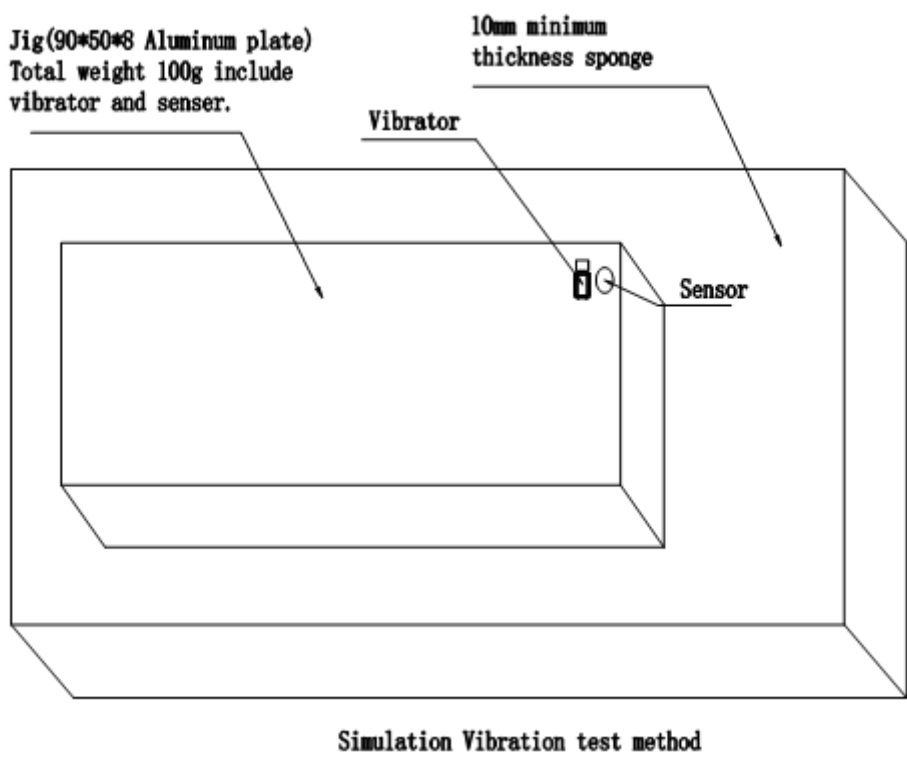 Jig(90*50*8 Aluminum plate)
Total weight 100g include
vibrator and senser.
10mm minimum
thickness sponge
Vibrator
Sensor
Simulation Vibration test method